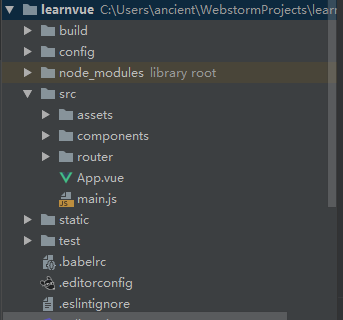 learnvue C:\Users\ancient\WebstormProjects\learn
build
config
node_modules library root
src
assets
components
router
App.vue
JS main.js
static
test
.babelrc
.editorconfig
.eslintignore